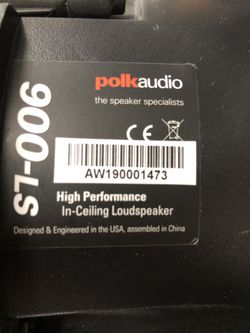 polkaudio
the speaker specialists
CE
AW190001473
900-LS
High Performance
In-Ceiling Loudspeaker
Designed & Engineered in the USA, assembled in China